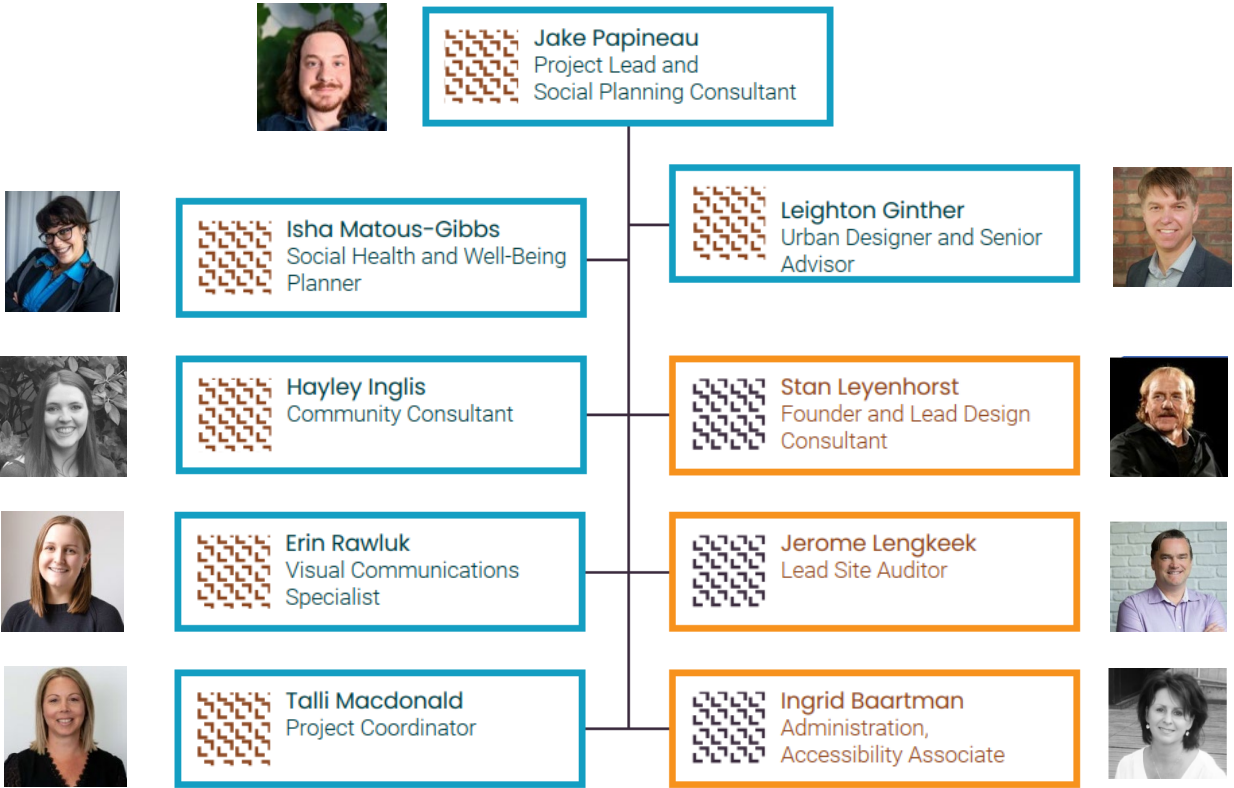 Jake Papineau
Project Lead and
Social Planning Consultant
Isha Matous-Gibbs
Social Health and Well-Being
Planner
Leighton Ginther
Urban Designer and Senior
Advisor
Hayley Inglis
Community Consultant
Stan Leyenhorst
Founder and Lead Design
Consultant
Erin Rawluk
Visual Communications
Specialist
Jerome Lengkeek
Lead Site Auditor
Talli Macdonald
Project Coordinator
Ingrid Baartman
Administration,
Accessibility Associate